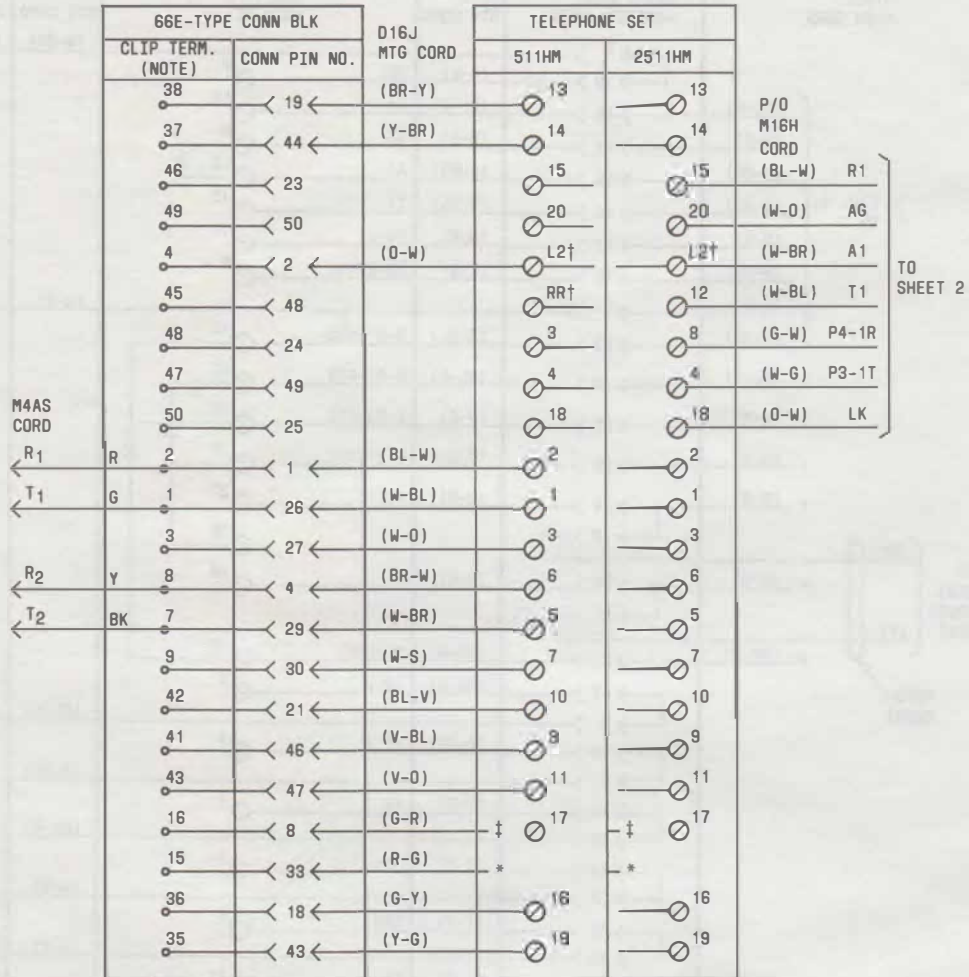 66E-TYPE CONN BLK D16J MTG CORD TELEPHONE SET
CLIP TERM. (NOTE) CONN PIN NO. 511HM 2511HM
38 19 (BR-Y) 13 13
P/O M16H CORD
37 44 (Y-BR) 14 14
46 23 15 15 (BL-W) R1
49 50 20 20 (W-O) AG
4 2 (O-W) L2† L2† (W-BR) A1
TO SHEET 2
45 48 RR† 12 (W-BL) T1
48 24 3 8 (G-W) P4-1R
47 49 4 4 (W-G) P3-1T
50 25 18 18 (O-W) LK
M4AS CORD
R1 R 2 1 (BL-W) 2 2
T1 G 1 26 (W-BL) 1 1
3 27 (W-O) 3 3
R2 Y 8 4 (BR-W) 6 6
T2 BK 7 29 (W-BR) 5 5
9 30 (W-S) 7 7
42 21 (BL-V) 10 10
41 46 (V-BL) 9 9
43 47 (V-O) 11 11
16 8 (G-R) ‡ 17 ‡ 17
15 33 (R-G) * *
36 18 (G-Y) 16 16
35 43 (Y-G) 19 19